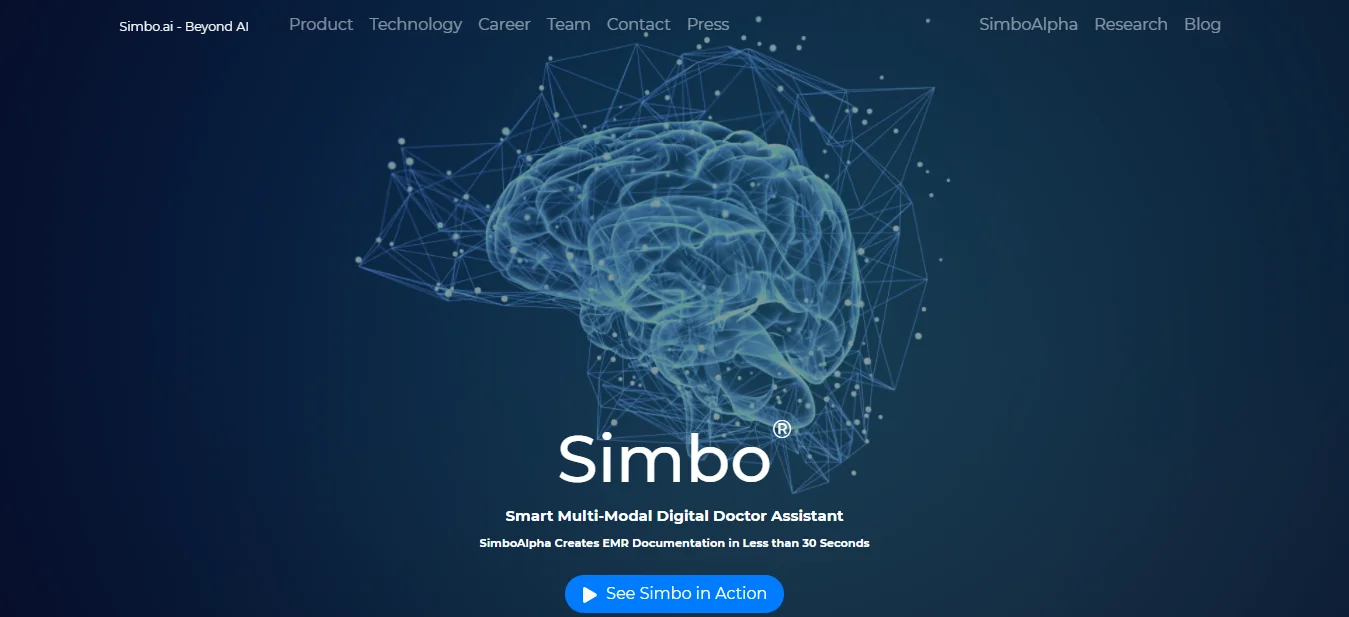 Simbo.ai - Beyond AI Product Technology Career Team Contact Press SimboAlpha Research Blog
Simbo®
Smart Multi-Modal Digital Doctor Assistant
SimboAlpha Creates EMR Documentation in Less than 30 Seconds
See Simbo in Action